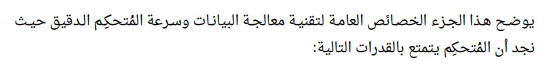 يوضح هذا الجزء الخصائص العامة لتقنية معالجة البيانات وسرعة المُتحكِم الدقيق حيث
نجد أن المُتحكِم يتمتع بالقدرات التالية: